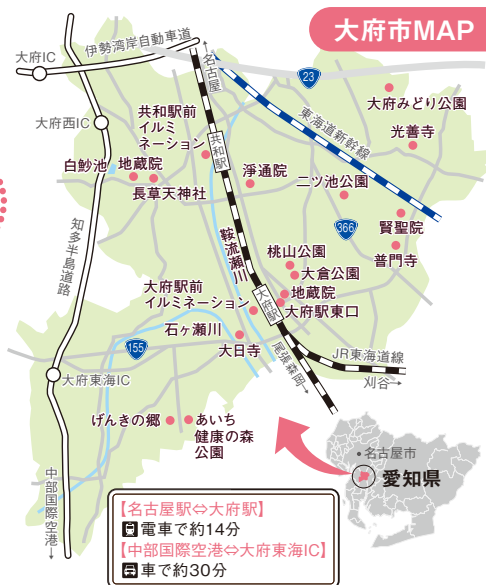 大府市MAP
伊勢湾岸自動車道
大府IC
←名古屋
23
大府みどり公園
東海道新幹線
光善寺
大府西IC
共和駅前
イルミ
ネーション
共和駅
白魦池
地蔵院
長草天神社
淨通院
二ツ池公園
賢聖院
366
普門寺
知多半島道路
鞍流瀬川
桃山公園
大倉公園
地蔵院
大府駅前
イルミネーション
大府駅
大府駅東口
石ヶ瀬川
155
大日寺
尾張森岡→
JR東海道線
刈谷→
大府東海IC
げんきの郷
あいち
健康の森
公園
中部国際空港→
名古屋市
愛知県
【名古屋駅⇔大府駅】
電車で約14分
【中部国際空港⇔大府東海IC】
車で約30分